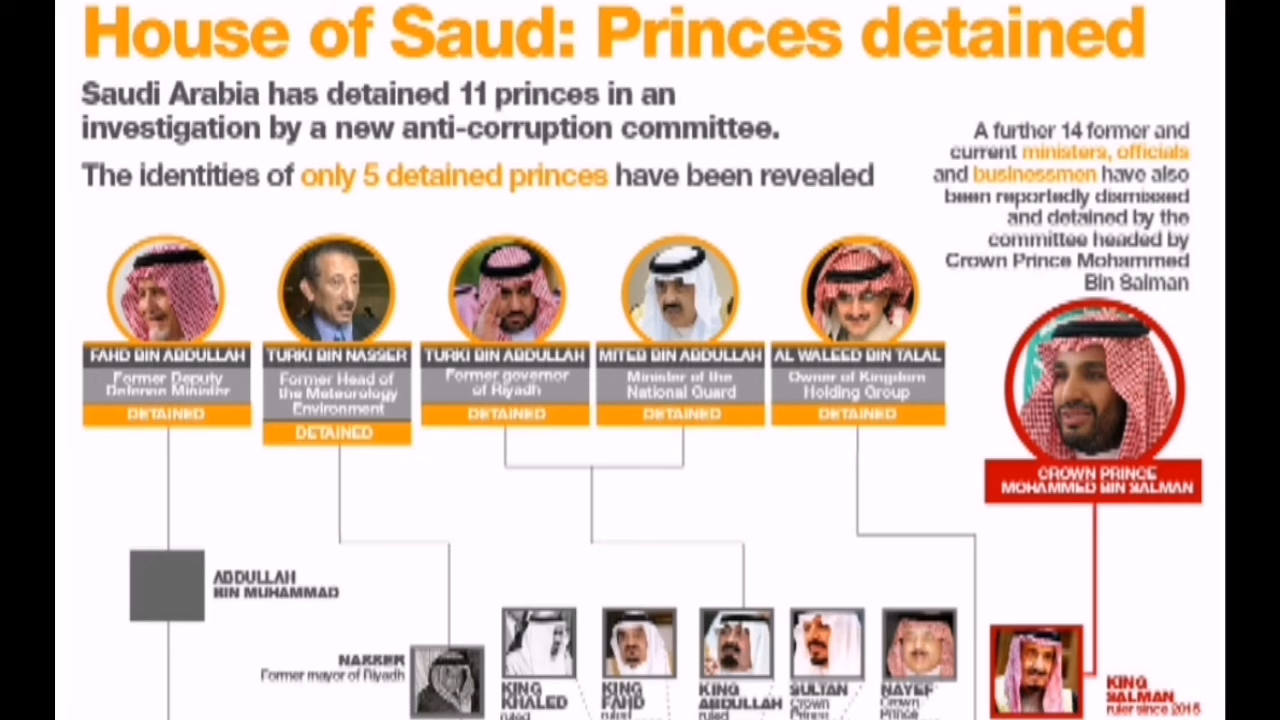 House of Saud: Princes detained
Saudi Arabia has detained 11 princes in an
investigation by a new anti-corruption committee.
The identities of only 5 detained princes have been revealed
A further 14 former and
current ministers, officials
and businessmen have also
been reportedly dismissed
and detained by the
committee headed by
Crown Prince Mohammed
Bin Salman
FAHD BIN ABDULLAH
Former Deputy
Defence Minister
DETAINED
TURKI BIN NASSER
Former Head of
the Meteorology
Environment
DETAINED
TURKI BIN ABDULLAH
Former governor
of Riyadh
DETAINED
MITEB BIN ABDULLAH
Minister of the
National Guard
DETAINED
AL WALEED BIN TALAL
Owner of Kingdom
Holding Group
DETAINED
CROWN PRINCE
MOHAMMED BIN SALMAN
ABDULLAH
BIN MUHAMMAD
NASSER
Former mayor of Riyadh
KING
KHALED
ruled
KING
FAHD
ruled
KING
ABDULLAH
ruled
SULTAN
Crown
Prince
NAYEF
Crown
Prince
KING
SALMAN
ruler since 2015